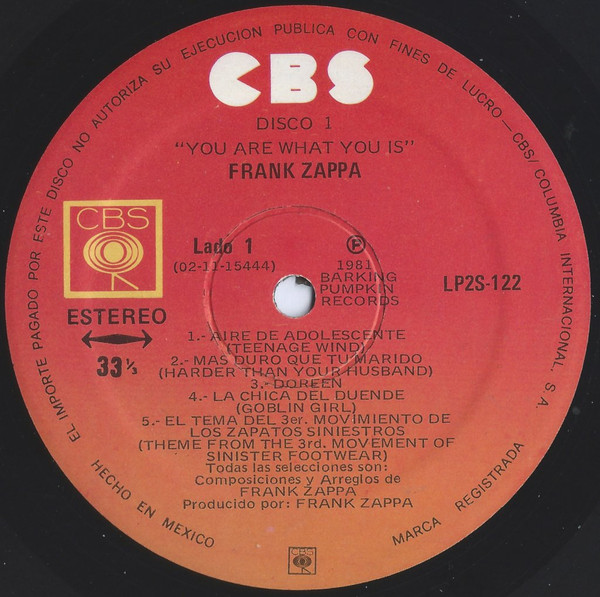 EL IMPORTE PAGADO POR ESTE DISCO NO AUTORIZA SU EJECUCION PUBLICA CON FINES DE LUCRO — CBS/COLUMBIA INTERNACIONAL, S.A.
CBS
DISCO 1
"YOU ARE WHAT YOU IS"
FRANK ZAPPA
CBS
ESTEREO
33 ⅓
Lado 1
(02-11-15444)
Ⓟ
1981
BARKING
PUMPKIN
RECORDS
LP2S-122
1.- AIRE DE ADOLESCENTE
(TEENAGE WIND)
2.- MAS DURO QUE TU MARIDO
(HARDER THAN YOUR HUSBAND)
3.- DOREEN
4.- LA CHICA DEL DUENDE
(GOBLIN GIRL)
5.- EL TEMA DEL 3er. MOVIMIENTO DE
LOS ZAPATOS SINIESTROS
(THEME FROM THE 3rd. MOVEMENT OF
SINISTER FOOTWEAR)
Todas las selecciones son:
Composiciones y Arreglos de
FRANK ZAPPA
Producido por: FRANK ZAPPA
HECHO EN MEXICO
MARCA REGISTRADA